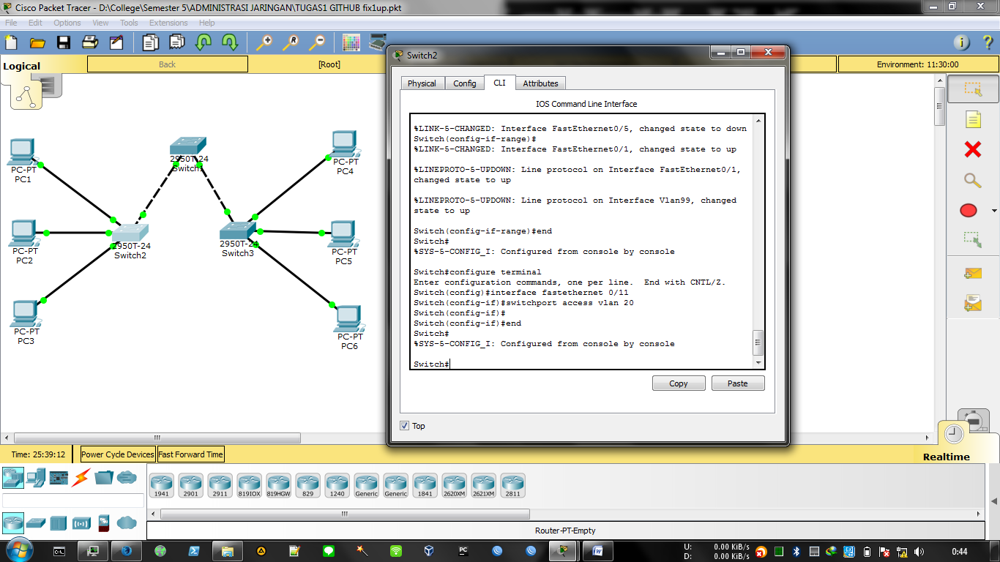 Cisco Packet Tracer - D:\College\Semester 5\ADMINISTRASI JARINGAN\TUGAS1 GITHUB fix1up.pkt
File Edit Options View Tools Extensions Help
Logical
Back
[Root]
Environment: 11:30:00
PC-PT
PC1
PC-PT
PC2
PC-PT
PC3
2950T-24
Switch1
2950T-24
Switch2
2950T-24
Switch3
PC-PT
PC4
PC-PT
PC5
PC-PT
PC6
Switch2
Physical Config CLI Attributes
IOS Command Line Interface
%LINK-5-CHANGED: Interface FastEthernet0/5, changed state to down
Switch(config-if-range)#
%LINK-5-CHANGED: Interface FastEthernet0/1, changed state to up
%LINEPROTO-5-UPDOWN: Line protocol on Interface FastEthernet0/1,
changed state to up
%LINEPROTO-5-UPDOWN: Line protocol on Interface Vlan99, changed
state to up
Switch(config-if-range)#end
Switch#
%SYS-5-CONFIG_I: Configured from console by console
Switch#configure terminal
Enter configuration commands, one per line.  End with CNTL/Z.
Switch(config)#interface fastethernet 0/11
Switch(config-if)#switchport access vlan 20
Switch(config-if)#
Switch(config-if)#end
Switch#
%SYS-5-CONFIG_I: Configured from console by console
Switch#
Copy Paste
Top
Time: 25:39:12
Power Cycle Devices
Fast Forward Time
Realtime
1941 2901 2911 819IOX 819HGW 829 1240 Generic Generic 1841 2620XM 2621XM 2811
Router-PT-Empty
U: 0.00 KiB/s
D: 0.00 KiB/s
0:44